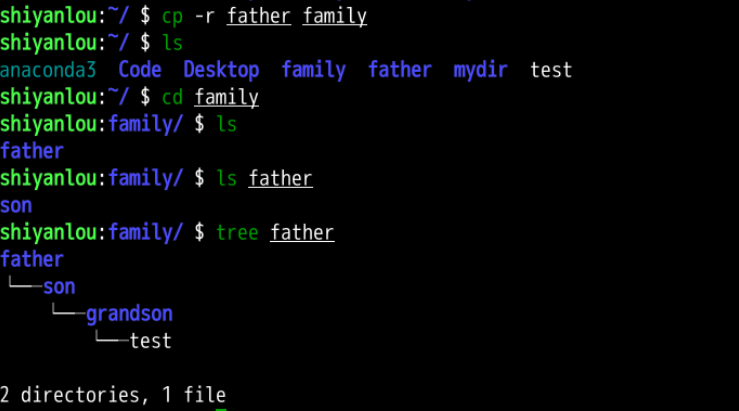 shiyanlou:~/ $ cp -r father family
shiyanlou:~/ $ ls
anaconda3  Code  Desktop  family  father  mydir  test
shiyanlou:~/ $ cd family
shiyanlou:family/ $ ls
father
shiyanlou:family/ $ ls father
son
shiyanlou:family/ $ tree father
father
└──son
    └──grandson
        └──test
2 directories, 1 file